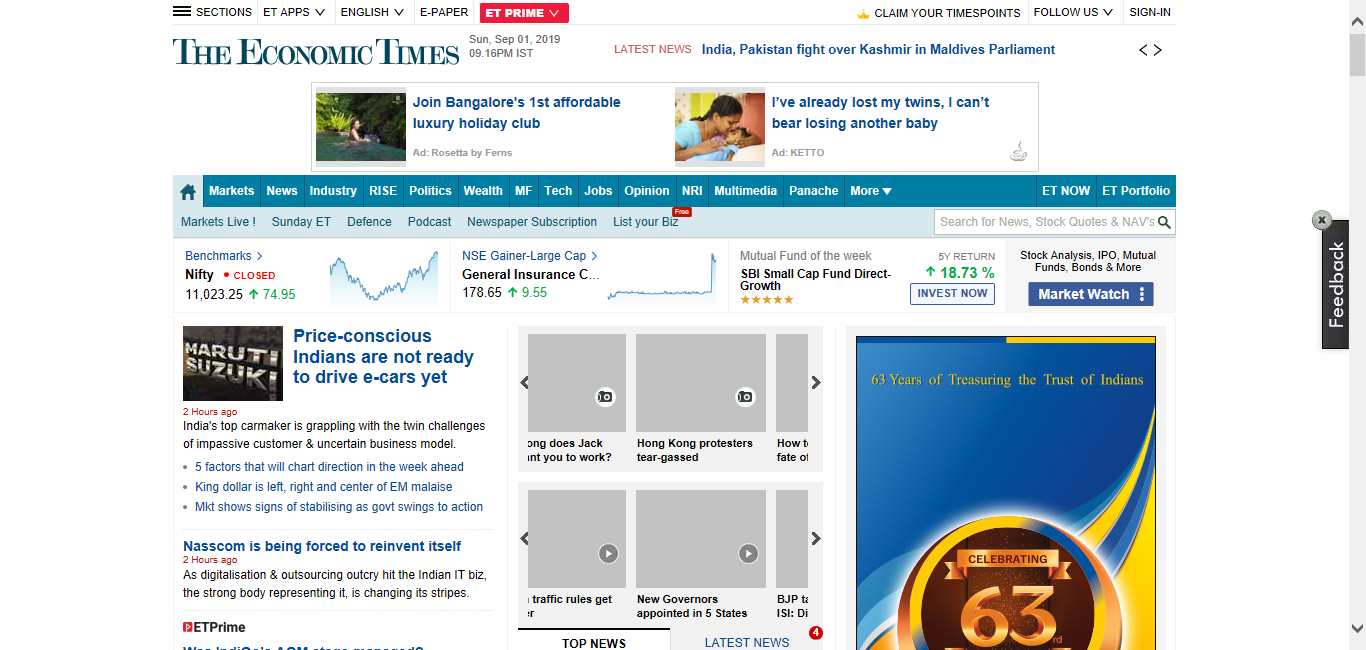 SECTIONS
ET APPS
ENGLISH
E-PAPER
ET PRIME
CLAIM YOUR TIMESPOINTS
FOLLOW US
SIGN-IN
THE ECONOMIC TIMES
Sun, Sep 01, 2019
09.16PM IST
LATEST NEWS
India, Pakistan fight over Kashmir in Maldives Parliament
Join Bangalore's 1st affordable
luxury holiday club
Ad: Rosetta by Ferns
I've already lost my twins, I can't
bear losing another baby
Ad: KETTO
Markets
News
Industry
RISE
Politics
Wealth
MF
Tech
Jobs
Opinion
NRI
Multimedia
Panache
More
ET NOW
ET Portfolio
Markets Live !
Sunday ET
Defence
Podcast
Newspaper Subscription
List your Biz
Free
Search for News, Stock Quotes & NAV's
x
Feedback
Benchmarks
Nifty
CLOSED
11,023.25
74.95
NSE Gainer-Large Cap
General Insurance C...
178.65
9.55
Mutual Fund of the week
SBI Small Cap Fund Direct-
Growth
5Y RETURN
18.73 %
INVEST NOW
Stock Analysis, IPO, Mutual
Funds, Bonds & More
Market Watch
MARUTI
SUZUKI
Price-conscious
Indians are not ready
to drive e-cars yet
2 Hours ago
India's top carmaker is grappling with the twin challenges
of impassive customer & uncertain business model.
5 factors that will chart direction in the week ahead
King dollar is left, right and center of EM malaise
Mkt shows signs of stabilising as govt swings to action
Nasscom is being forced to reinvent itself
2 Hours ago
As digitalisation & outsourcing outcry hit the Indian IT biz,
the strong body representing it, is changing its stripes.
ETPrime
Was IndiGo's AGM stage-managed?
ong does Jack
nt you to work?
Hong Kong protesters
tear-gassed
How t
fate of
traffic rules get
er
New Governors
appointed in 5 States
BJP ta
ISI: Di
TOP NEWS
LATEST NEWS
4
63 Years of Treasuring the Trust of Indians
CELEBRATING
63rd